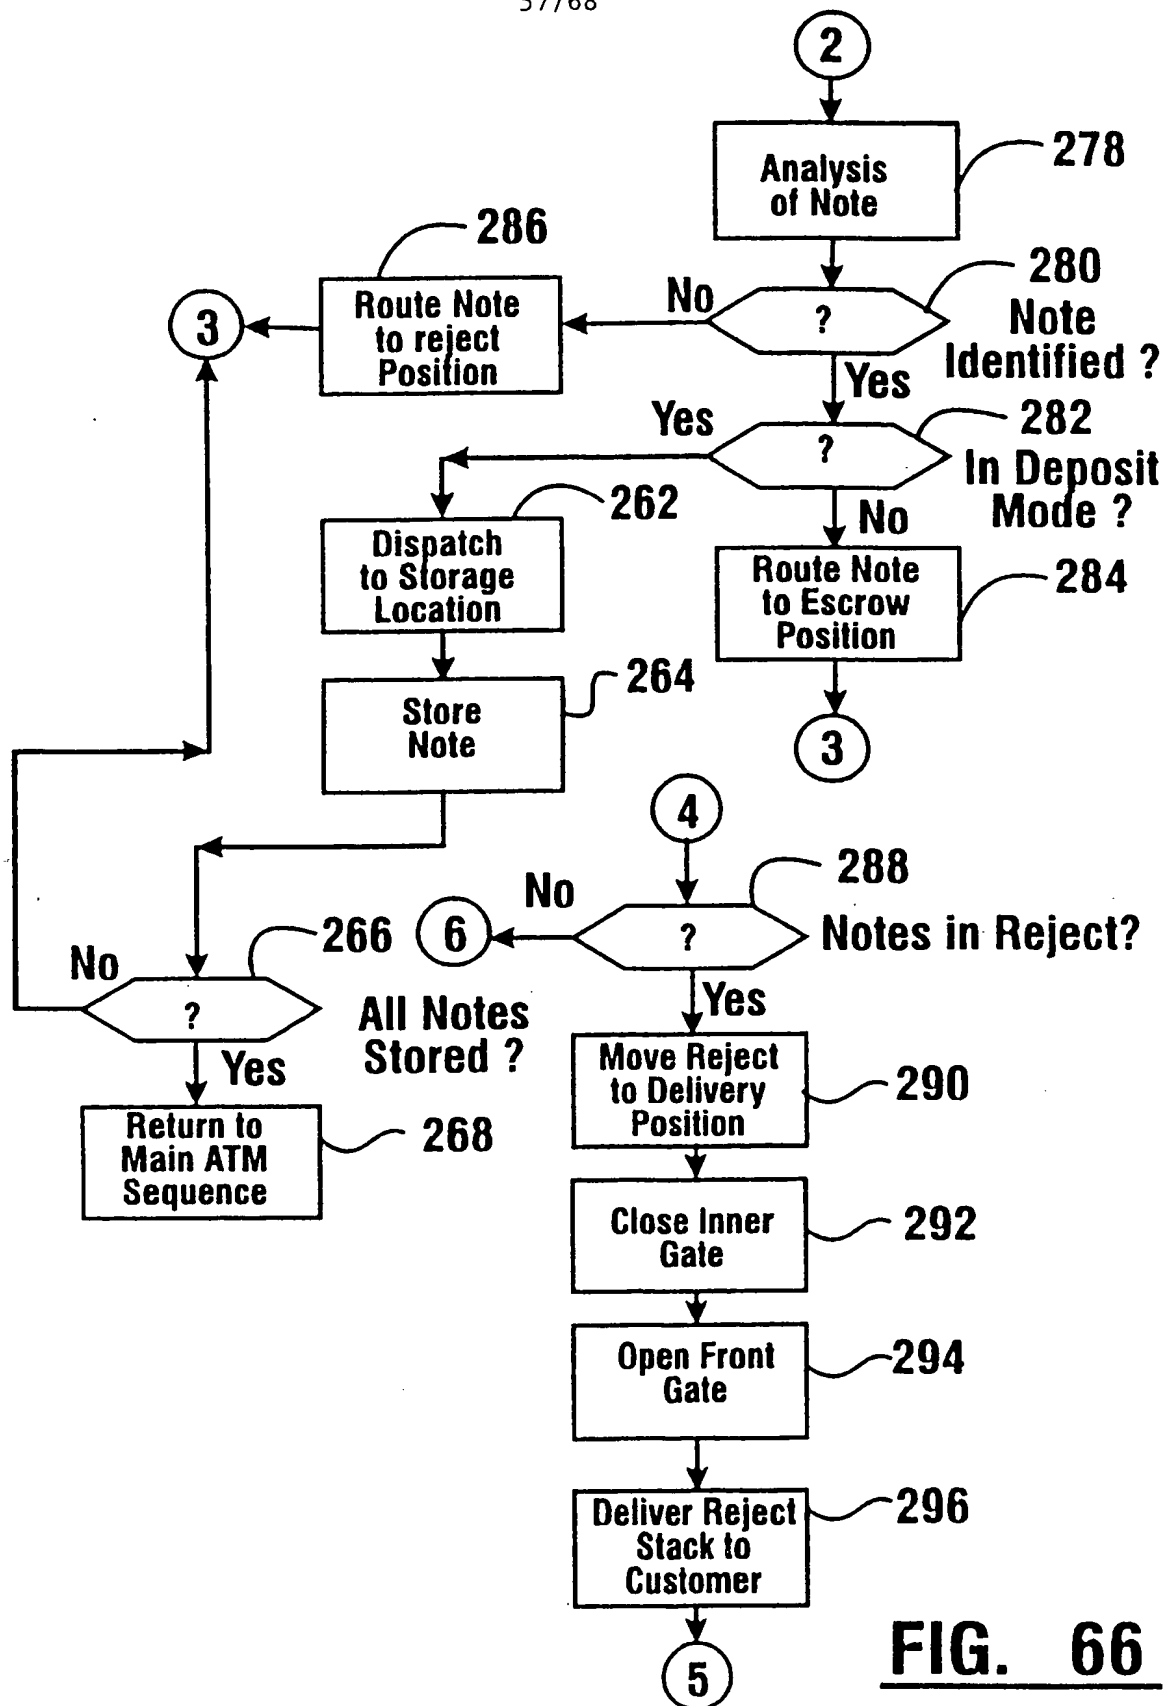 57/68
2
Analysis
of Note
278
286
280
Route Note
to reject
Position
3
No
?
Note
Identified ?
Yes
282
Yes
?
In Deposit
Mode ?
262
No
Dispatch
to Storage
Location
Route Note
to Escrow
Position
284
264
Store
Note
3
4
288
No
6
?
Notes in Reject?
266
No
?
All Notes
Stored ?
Yes
Yes
Move Reject
to Delivery
Position
290
Return to
Main ATM
Sequence
268
Close Inner
Gate
292
Open Front
Gate
294
Deliver Reject
Stack to
Customer
296
5
FIG. 66